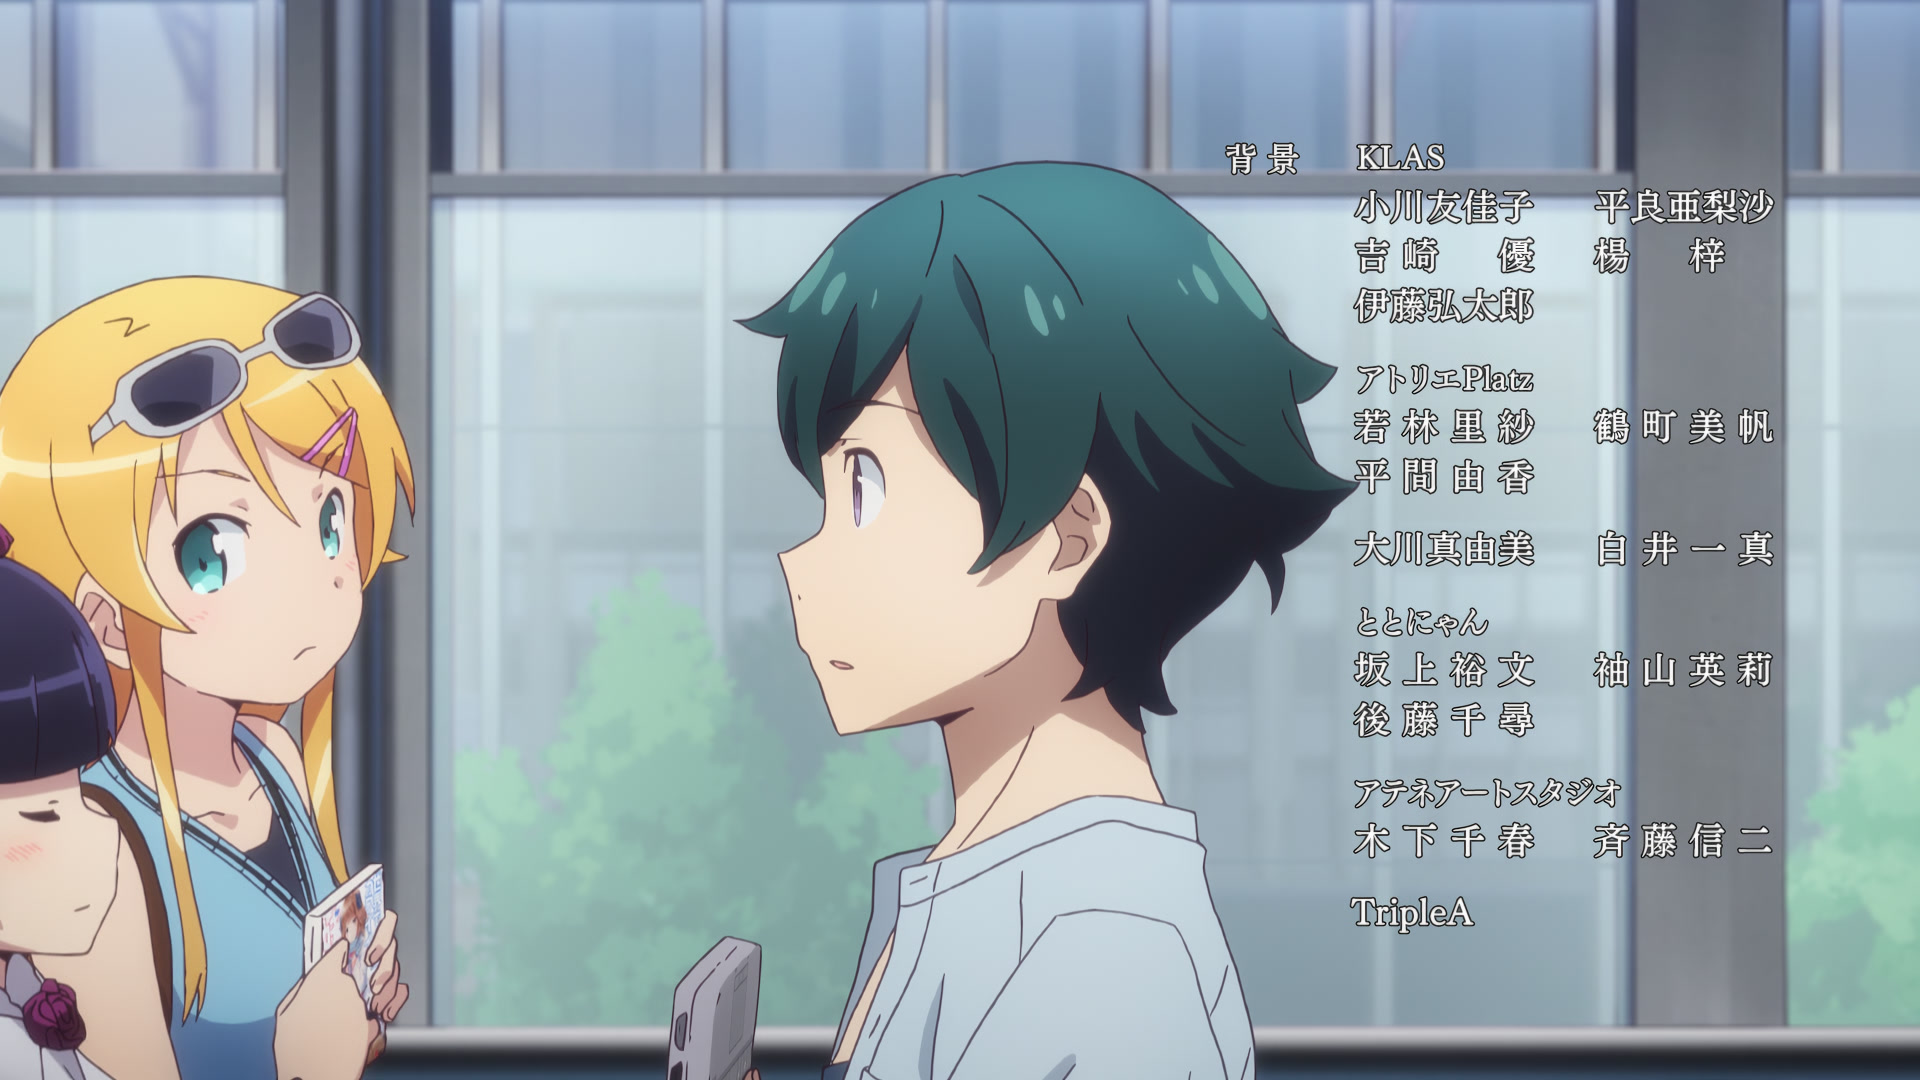 背景 KLAS
小川友佳子 平良亜梨沙
吉崎 優 楊 梓
伊藤弘太郎
アトリエPlatz
若林里紗 鶴町美帆
平間由香
大川真由美 白井一真
ととにゃん
坂上裕文 袖山英莉
後藤千尋
アテネアートスタジオ
木下千春 斉藤信二
TripleA